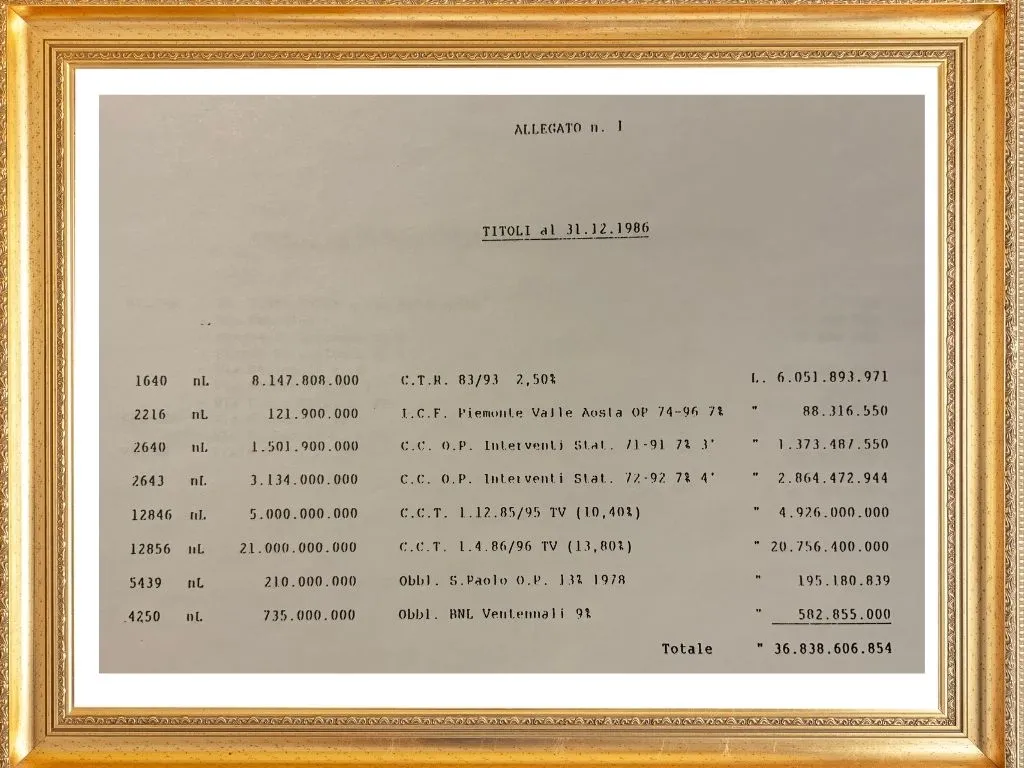 ALLEGATO n. 1
TITOLI al 31.12.1986
1640 nL 8.147.808.000 C.T.R. 83/93 2,50% L. 6.051.893.971
2216 nL 121.900.000 I.C.F. Piemonte Valle Aosta OP 74-96 7% " 88.316.550
2640 nL 1.501.900.000 C.C. O.P. Interventi Stat. 71-91 7% 3' " 1.373.487.550
2643 nL 3.134.000.000 C.C. O.P. Interventi Stat. 72-92 7% 4' " 2.864.472.944
12846 nL 5.000.000.000 C.C.T. 1.12.85/95 TV (10,40%) " 4.926.000.000
12856 nL 21.000.000.000 C.C.T. 1.4.86/96 TV (13,80%) " 20.756.400.000
5439 nL 210.000.000 Obbl. S.Paolo O.P. 13% 1978 " 195.180.839
4250 nL 735.000.000 Obbl. BNL Ventennali 9% " 582.855.000
Totale " 36.838.606.854